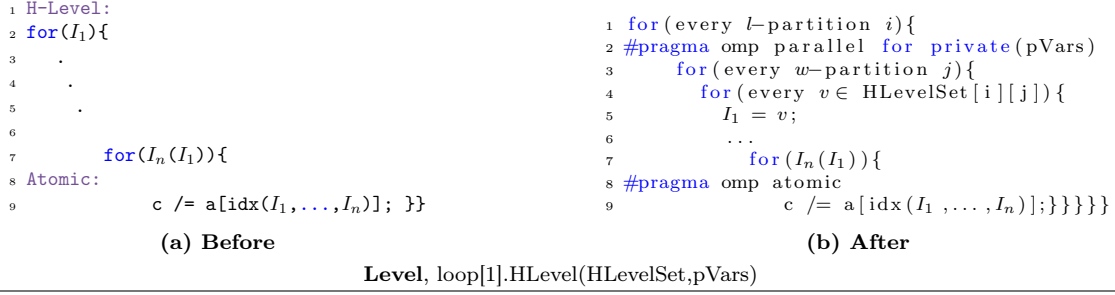 1 H-Level:
2 for(I₁){
3 .
4 .
5 .
6
7 for(Iₙ(I₁)){
8 Atomic:
9 c /= a[idx(I₁,...,Iₙ)]; }}
(a) Before
1 for(every l-partition i){
2 #pragma omp parallel for private(pVars)
3 for(every w-partition j){
4 for(every v ∈ HLevelSet[i][j]){
5 I₁ = v;
6 ...
7 for(Iₙ(I₁)){
8 #pragma omp atomic
9 c /= a[idx(I₁,...,Iₙ)];}}}}}
(b) After
Level, loop[1].HLevel(HLevelSet,pVars)